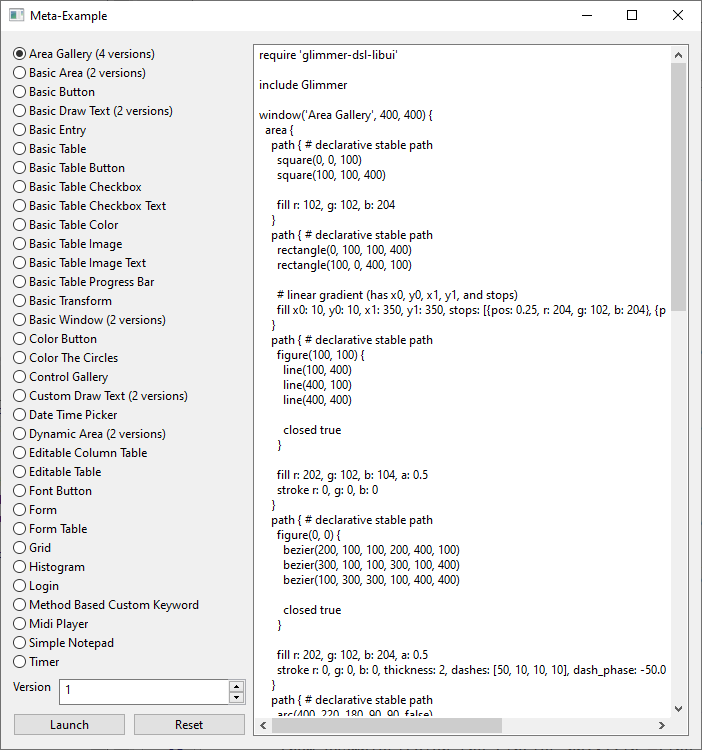 Meta-Example
Area Gallery (4 versions)
Basic Area (2 versions)
Basic Button
Basic Draw Text (2 versions)
Basic Entry
Basic Table
Basic Table Button
Basic Table Checkbox
Basic Table Checkbox Text
Basic Table Color
Basic Table Image
Basic Table Image Text
Basic Table Progress Bar
Basic Transform
Basic Window (2 versions)
Color Button
Color The Circles
Control Gallery
Custom Draw Text (2 versions)
Date Time Picker
Dynamic Area (2 versions)
Editable Column Table
Editable Table
Font Button
Form
Form Table
Grid
Histogram
Login
Method Based Custom Keyword
Midi Player
Simple Notepad
Timer
Version 1
Launch Reset
require 'glimmer-dsl-libui'
include Glimmer
window('Area Gallery', 400, 400) {
area {
path { # declarative stable path
square(0, 0, 100)
square(100, 100, 400)
fill r: 102, g: 102, b: 204
}
path { # declarative stable path
rectangle(0, 100, 100, 400)
rectangle(100, 0, 400, 100)
# linear gradient (has x0, y0, x1, y1, and stops)
fill x0: 10, y0: 10, x1: 350, y1: 350, stops: [{pos: 0.25, r: 204, g: 102, b: 204}, {p
}
path { # declarative stable path
figure(100, 100) {
line(100, 400)
line(400, 100)
line(400, 400)
closed true
}
fill r: 202, g: 102, b: 104, a: 0.5
stroke r: 0, g: 0, b: 0
}
path { # declarative stable path
figure(0, 0) {
bezier(200, 100, 100, 200, 400, 100)
bezier(300, 100, 100, 300, 100, 400)
bezier(100, 300, 300, 100, 400, 400)
closed true
}
fill r: 202, g: 102, b: 204, a: 0.5
stroke r: 0, g: 0, b: 0, thickness: 2, dashes: [50, 10, 10, 10], dash_phase: -50.0
}
path { # declarative stable path
arc(400, 220, 180, 90, 90, false)